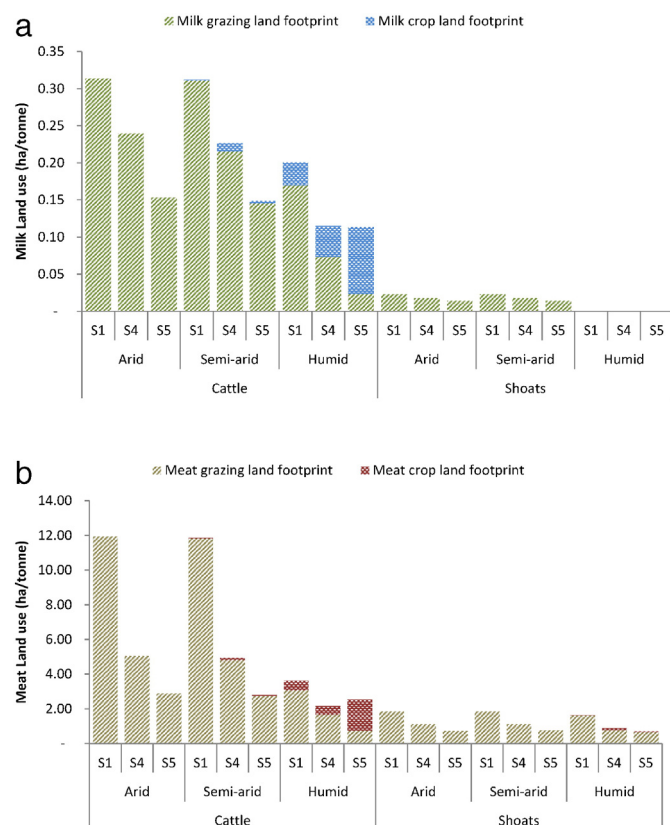 a
Milk grazing land footprint Milk crop land footprint
Milk Land use (ha/tonne)
0.35
0.30
0.25
0.20
0.15
0.10
0.05
-
S1 S4 S5 S1 S4 S5 S1 S4 S5 S1 S4 S5 S1 S4 S5 S1 S4 S5
Arid Semi-arid Humid Arid Semi-arid Humid
Cattle Shoats
b
Meat grazing land footprint Meat crop land footprint
Meat Land use (ha/tonne)
14.00
12.00
10.00
8.00
6.00
4.00
2.00
-
S1 S4 S5 S1 S4 S5 S1 S4 S5 S1 S4 S5 S1 S4 S5 S1 S4 S5
Arid Semi-arid Humid Arid Semi-arid Humid
Cattle Shoats